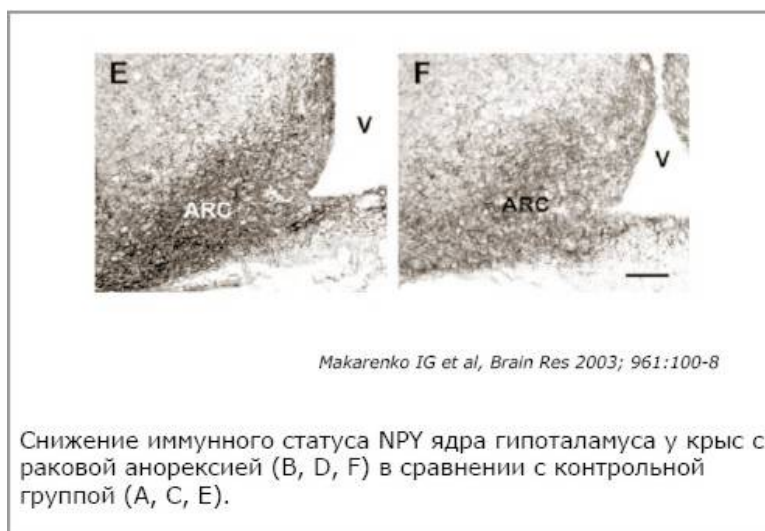 E F
V V
ARC ARC
Makarenko IG et al, Brain Res 2003; 961:100-8
Снижение иммунного статуса NPY ядра гипоталамуса у крыс с
раковой анорексией (B, D, F) в сравнении с контрольной
группой (A, C, E).